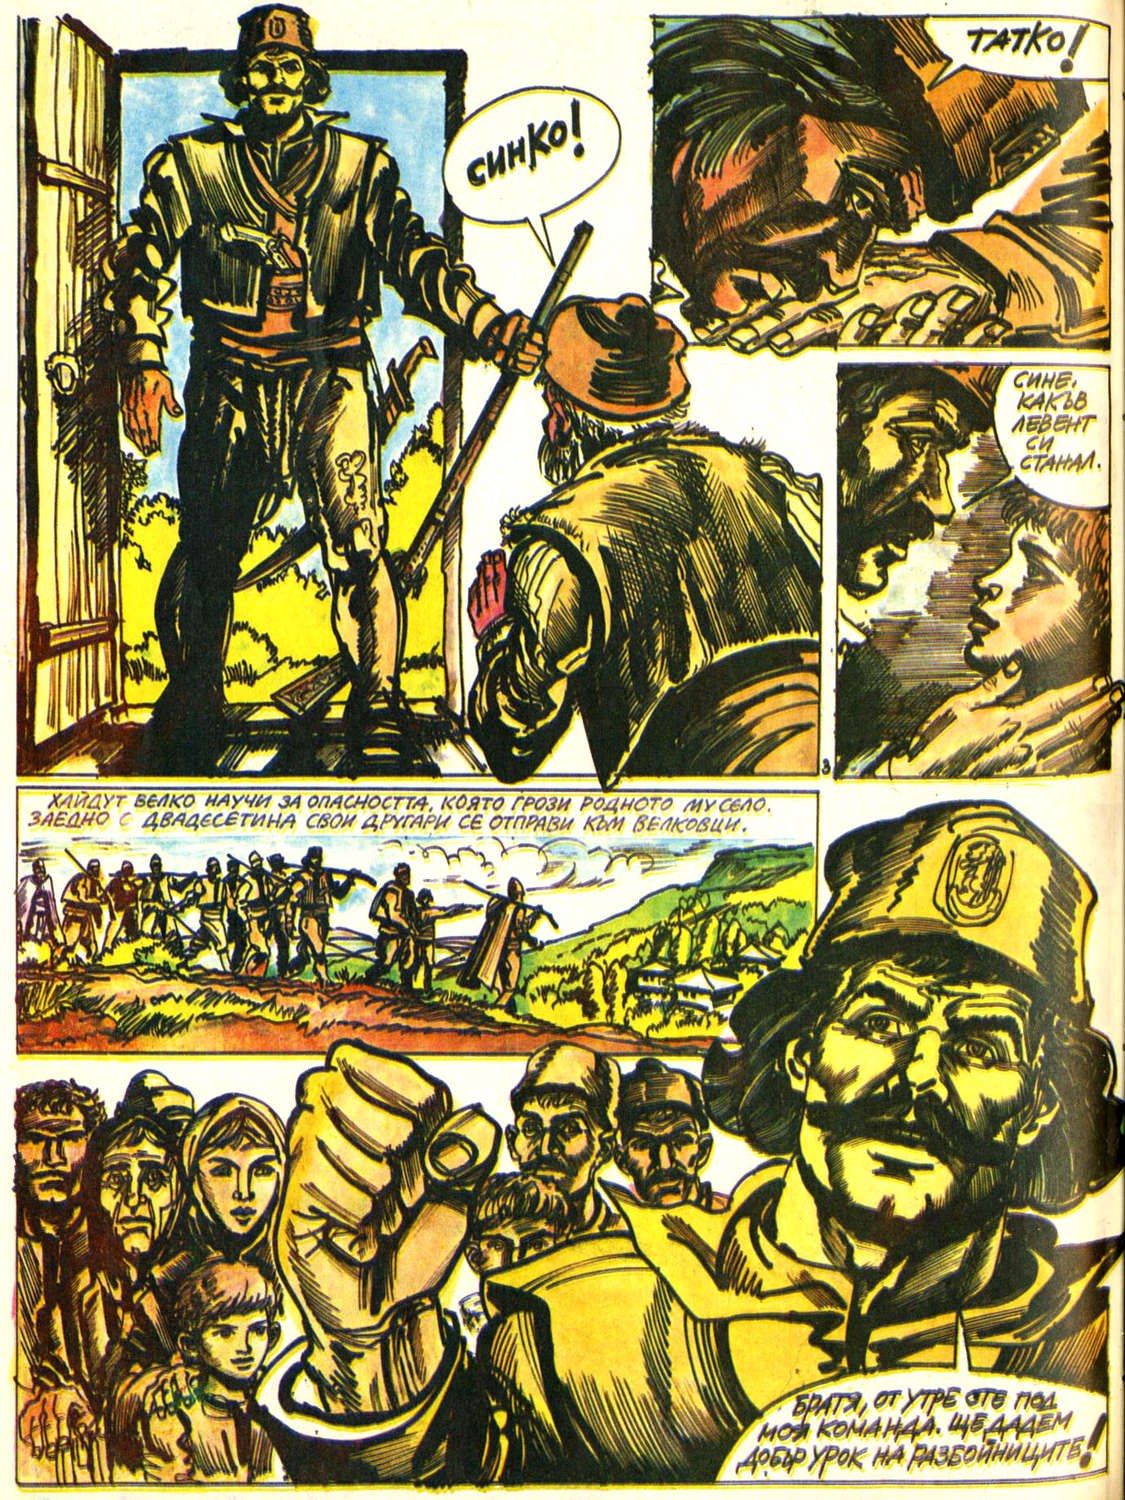 СИНКО!
ТАТКО!
СИНЕ,
КАКЪВ
ЛЕВЕНТ
СИ
СТАНАЛ.
3
ХАЙДУТ ВЕЛКО НАУЧИ ЗА ОПАСНОСТТА, КОЯТО ГРОЗИ РОДНОТО МУ СЕЛО.
ЗАЕДНО С ДВАДЕСЕТИНА СВОИ ДРУГАРИ СЕ ОТПРАВИ КЪМ ВЕЛКОВЦИ.
БРАТЯ, ОТ УТРЕ СТЕ ПОД
МОЯ КОМАНДА. ЩЕ ДАДЕМ
ДОБЪР УРОК НА РАЗБОЙНИЦИТЕ!